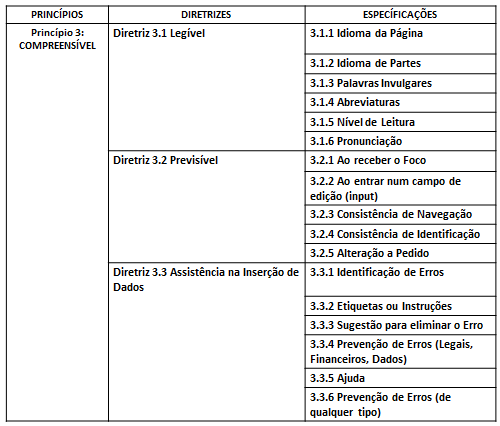 PRINCÍPIOS DIRETRIZES ESPECÍFICAÇÕES
Princípio 3: Diretriz 3.1 Legível 3.1.1 Idioma da Página
COMPREENSÍVEL
3.1.2 Idioma de Partes
3.1.3 Palavras Invulgares
3.1.4 Abreviaturas
3.1.5 Nível de Leitura
3.1.6 Pronunciação
Diretriz 3.2 Previsível 3.2.1 Ao receber o Foco
3.2.2 Ao entrar num campo de
edição (input)
3.2.3 Consistência de Navegação
3.2.4 Consistência de Identificação
3.2.5 Alteração a Pedido
Diretriz 3.3 Assistência na Inserção de 3.3.1 Identificação de Erros
Dados
3.3.2 Etiquetas ou Instruções
3.3.3 Sugestão para eliminar o Erro
3.3.4 Prevenção de Erros (Legais,
Financeiros, Dados)
3.3.5 Ajuda
3.3.6 Prevenção de Erros (de
qualquer tipo)